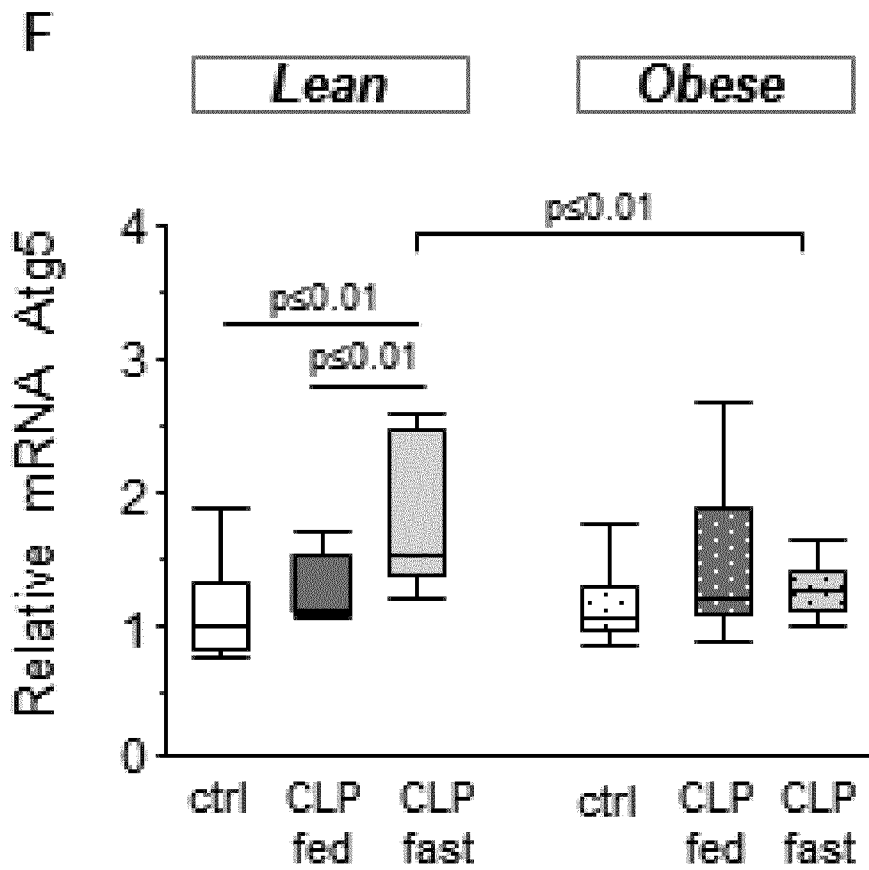 F
Lean Obese
Relative mRNA Atg5
4
3
2
1
0
p≤0.01
p≤0.01
p≤0.01
ctrl CLP fed CLP fast ctrl CLP fed CLP fast